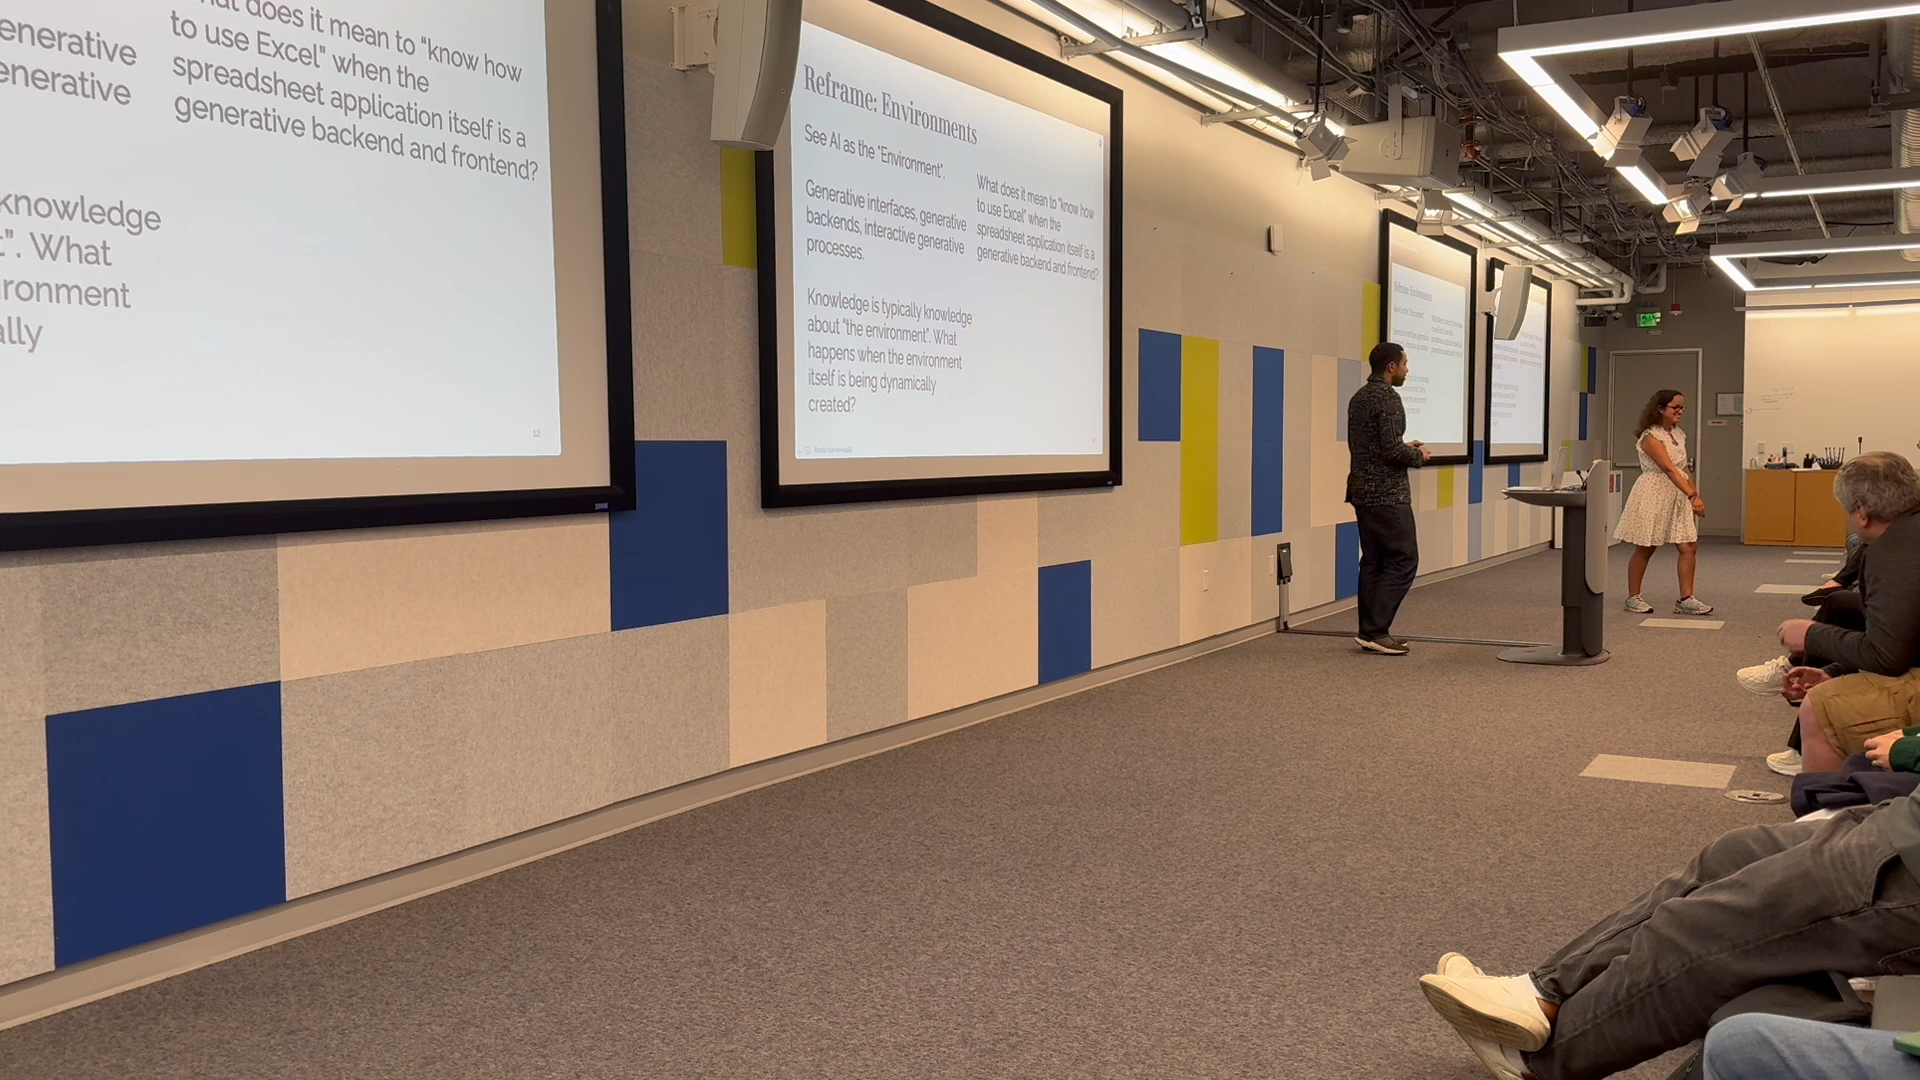 enerative
enerative
knowledge
t”. What
ronment
ally
hat does it mean to “know how
to use Excel” when the
spreadsheet application itself is a
generative backend and frontend?
12
Reframe: Environments
See AI as the "Environment".
Generative interfaces, generative
backends, interactive generative
processes.
Knowledge is typically knowledge
about “the environment”. What
happens when the environment
itself is being dynamically
created?
What does it mean to “know how
to use Excel” when the
spreadsheet application itself is a
generative backend and frontend?
Reframe: Environments